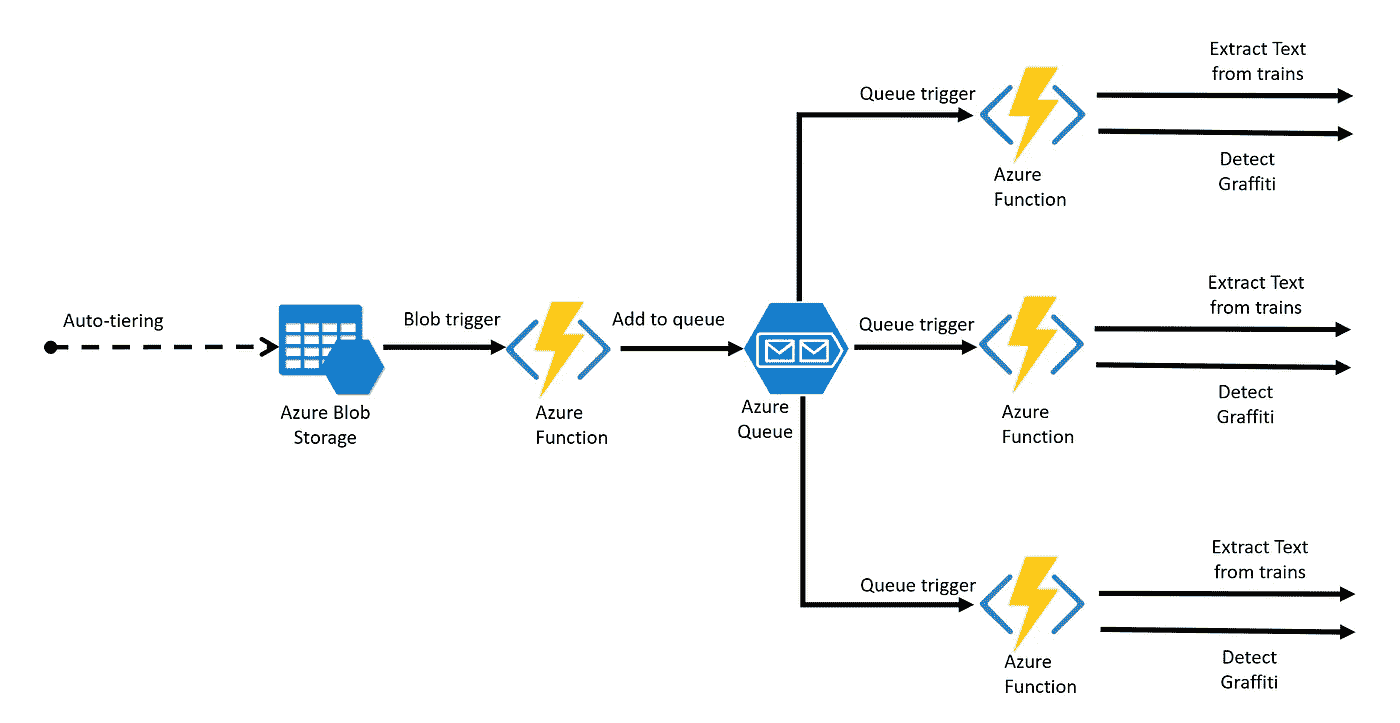 Auto-tiering
Azure Blob
Storage
Blob trigger
Azure
Function
Add to queue
Azure
Queue
Queue trigger
Azure
Function
Extract Text
from trains
Detect
Graffiti
Queue trigger
Azure
Function
Extract Text
from trains
Detect
Graffiti
Queue trigger
Azure
Function
Extract Text
from trains
Detect
Graffiti